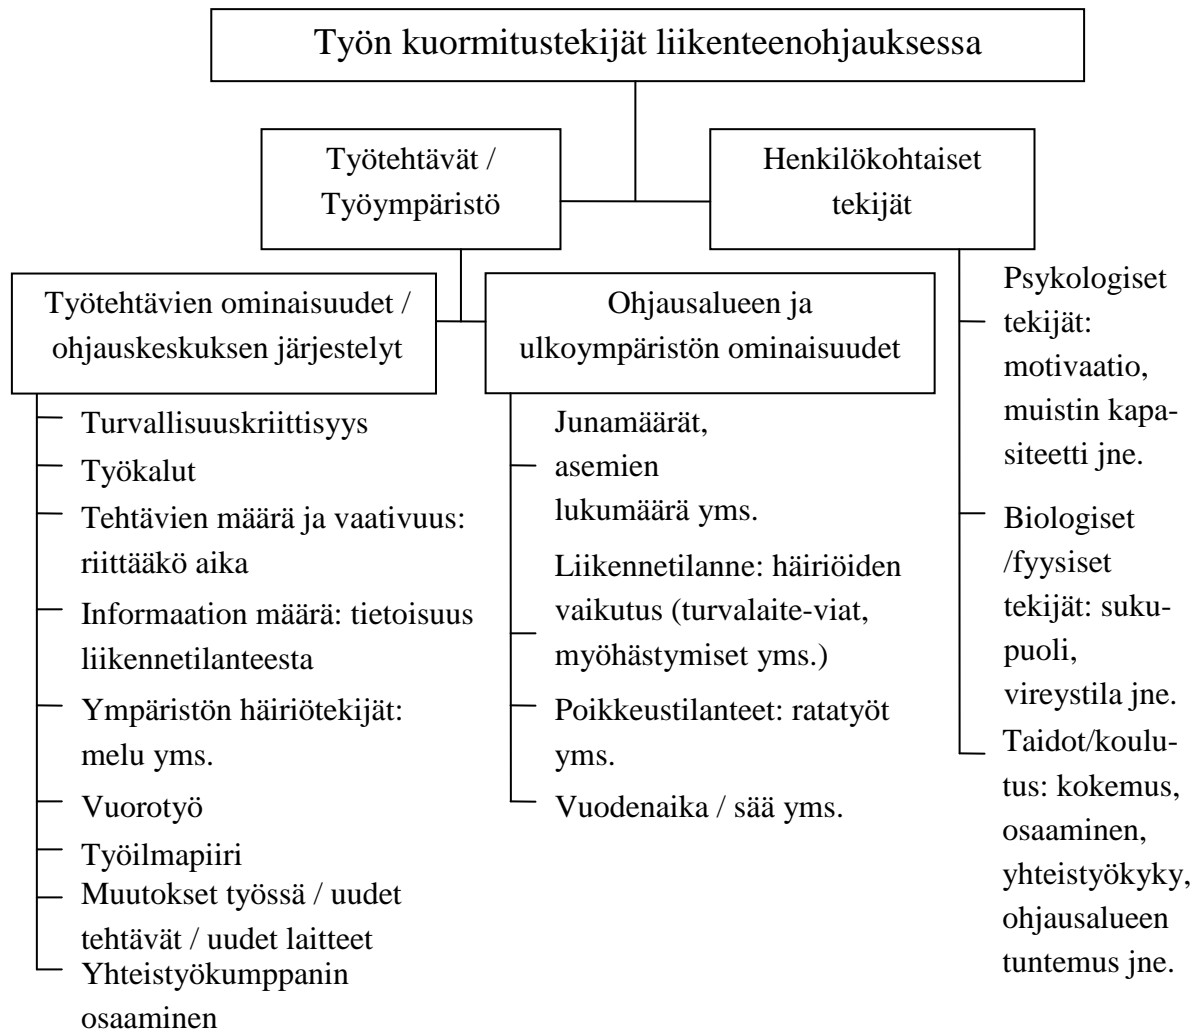 Työn kuormitustekijät liikenteenohjauksessa
Työtehtävät /
Työympäristö
Henkilökohtaiset
tekijät
Työtehtävien ominaisuudet /
ohjauskeskuksen järjestelyt
Turvallisuuskriittisyys
Työkalut
Tehtävien määrä ja vaativuus:
riittääkö aika
Informaation määrä: tietoisuus
liikennetilanteesta
Ympäristön häiriötekijät:
melu yms.
Vuorotyö
Työilmapiiri
Muutokset työssä / uudet
tehtävät / uudet laitteet
Yhteistyökumppanin
osaaminen
Ohjausalueen ja
ulkoympäristön ominaisuudet
Junamäärät,
asemien
lukumäärä yms.
Liikennetilanne: häiriöiden
vaikutus (turvalaite-viat,
myöhästymiset yms.)
Poikkeustilanteet: ratatyöt
yms.
Vuodenaika / sää yms.
Psykologiset
tekijät:
motivaatio,
muistin kapa-
siteetti jne.
Biologiset
/fyysiset
tekijät: suku-
puoli,
vireystila jne.
Taidot/koulu-
tus: kokemus,
osaaminen,
yhteistyökyky,
ohjausalueen
tuntemus jne.